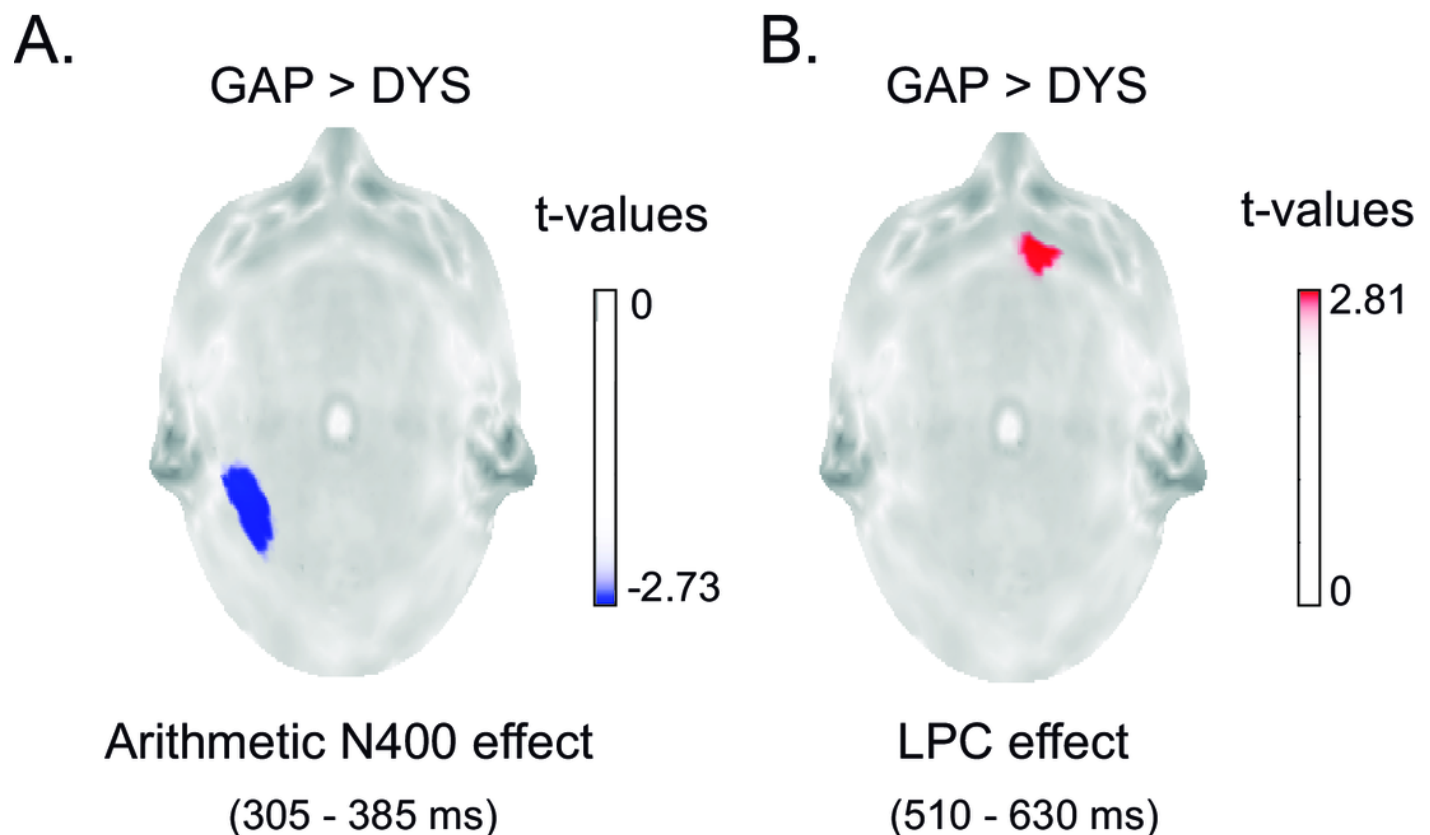 A.
GAP > DYS
t-values
0
-2.73
Arithmetic N400 effect
(305 - 385 ms)
B.
GAP > DYS
t-values
2.81
0
LPC effect
(510 - 630 ms)